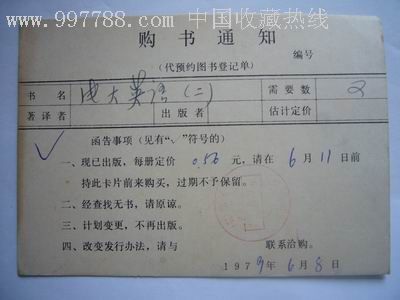 www.997788.com 中国收藏热线
购书通知
编号
(代预约图书登记单)
书名 电大英语(二) 需要数 2
著译者 出版者 估计定价
函告事项(见有"√"符号的)
√ 一、现已出版,每册定价 0.56 元,请在 6 月 11 日前
持此卡片前来购买,过期不予保留。
二、经查找无书,请原谅。
三、计划变更,不再出版。
四、改变发行办法,请与 联系洽购。
1979年6月8日